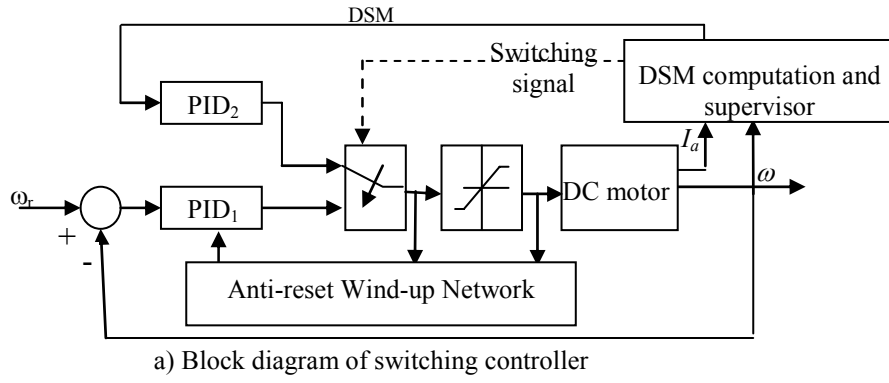 DSM
Switching
signal
DSM computation and
supervisor
PID₂
Iₐ
ω
DC motor
ωᵣ
PID₁
+
-
Anti-reset Wind-up Network
a) Block diagram of switching controller